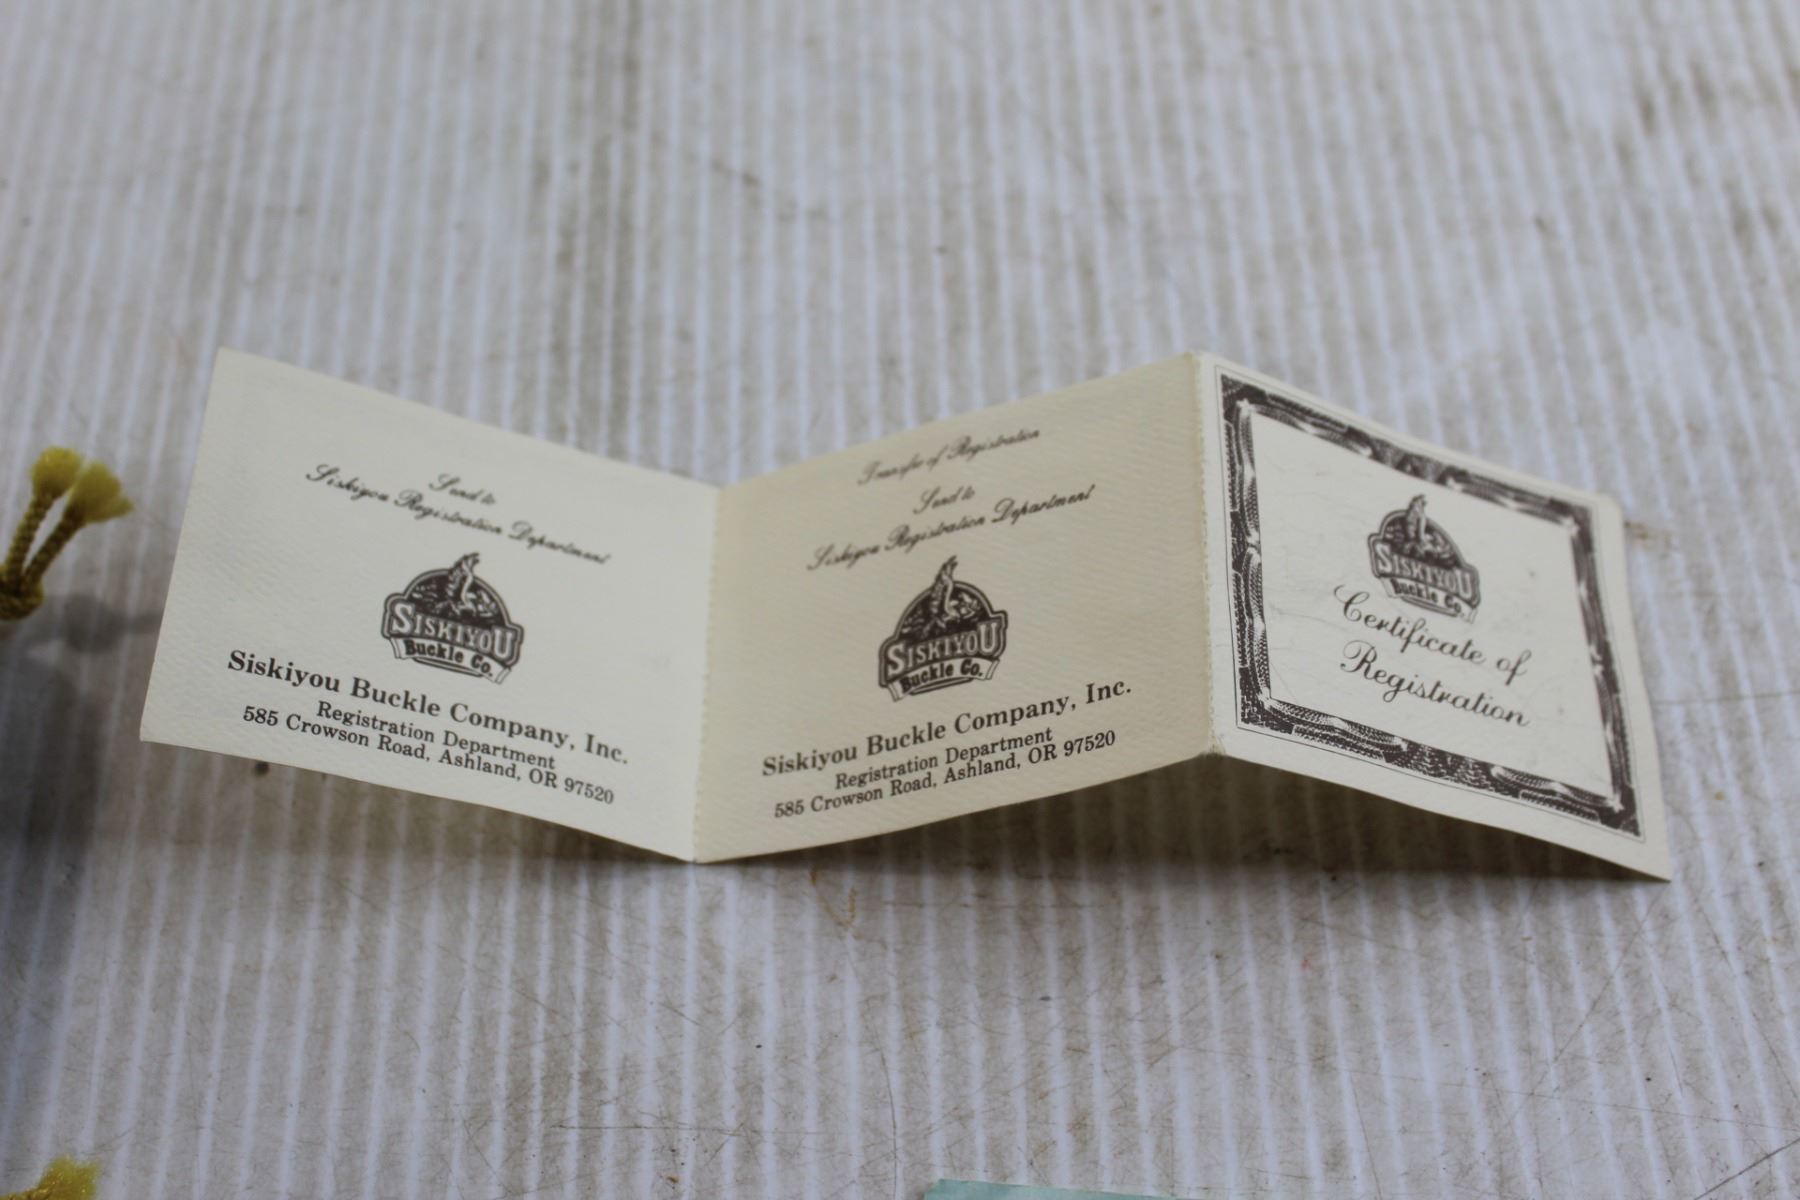 Send to
Siskiyou Registration Department
SISKIYOU
Buckle Co.
Siskiyou Buckle Company, Inc.
Registration Department
585 Crowson Road, Ashland, OR 97520
Transfer of Registration
Send to
Siskiyou Registration Department
SISKIYOU
Buckle Co.
Siskiyou Buckle Company, Inc.
Registration Department
585 Crowson Road, Ashland, OR 97520
SISKIYOU
Buckle Co.
Certificate of
Registration